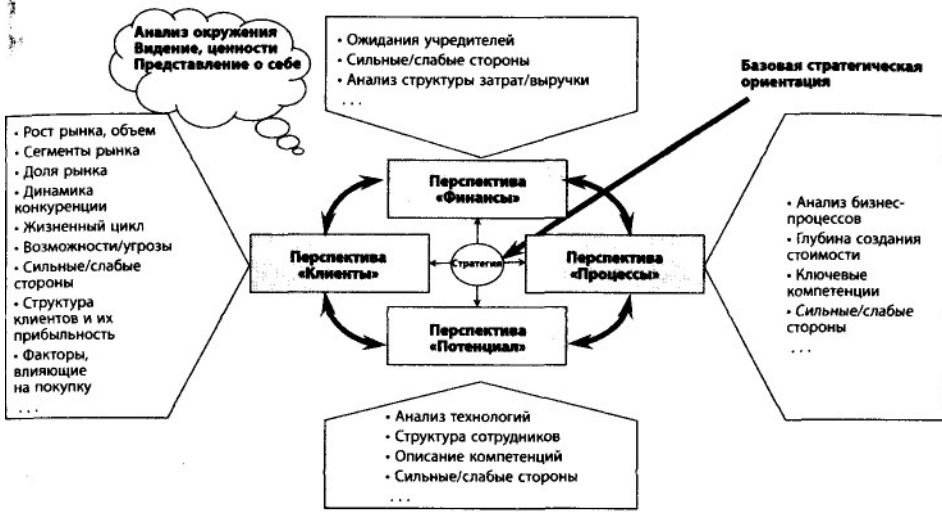 Анализ окружения
Видение, ценности
Представление о себе
• Ожидания учредителей
• Сильные/слабые стороны
• Анализ структуры затрат/выручки
...
Базовая стратегическая
ориентация
• Рост рынка, объем
• Сегменты рынка
• Доля рынка
• Динамика
конкуренции
• Жизненный цикл
• Возможности/угрозы
• Сильные/слабые
стороны
• Структура
клиентов и их
прибыльность
• Факторы,
влияющие
на покупку
...
Перспектива
«Финансы»
Перспектива
«Клиенты»
Стратегия
Перспектива
«Процессы»
Перспектива
«Потенциал»
• Анализ бизнес-
процессов
• Глубина создания
стоимости
• Ключевые
компетенции
• Сильные/слабые
стороны
...
• Анализ технологий
• Структура сотрудников
• Описание компетенций
• Сильные/слабые стороны
...